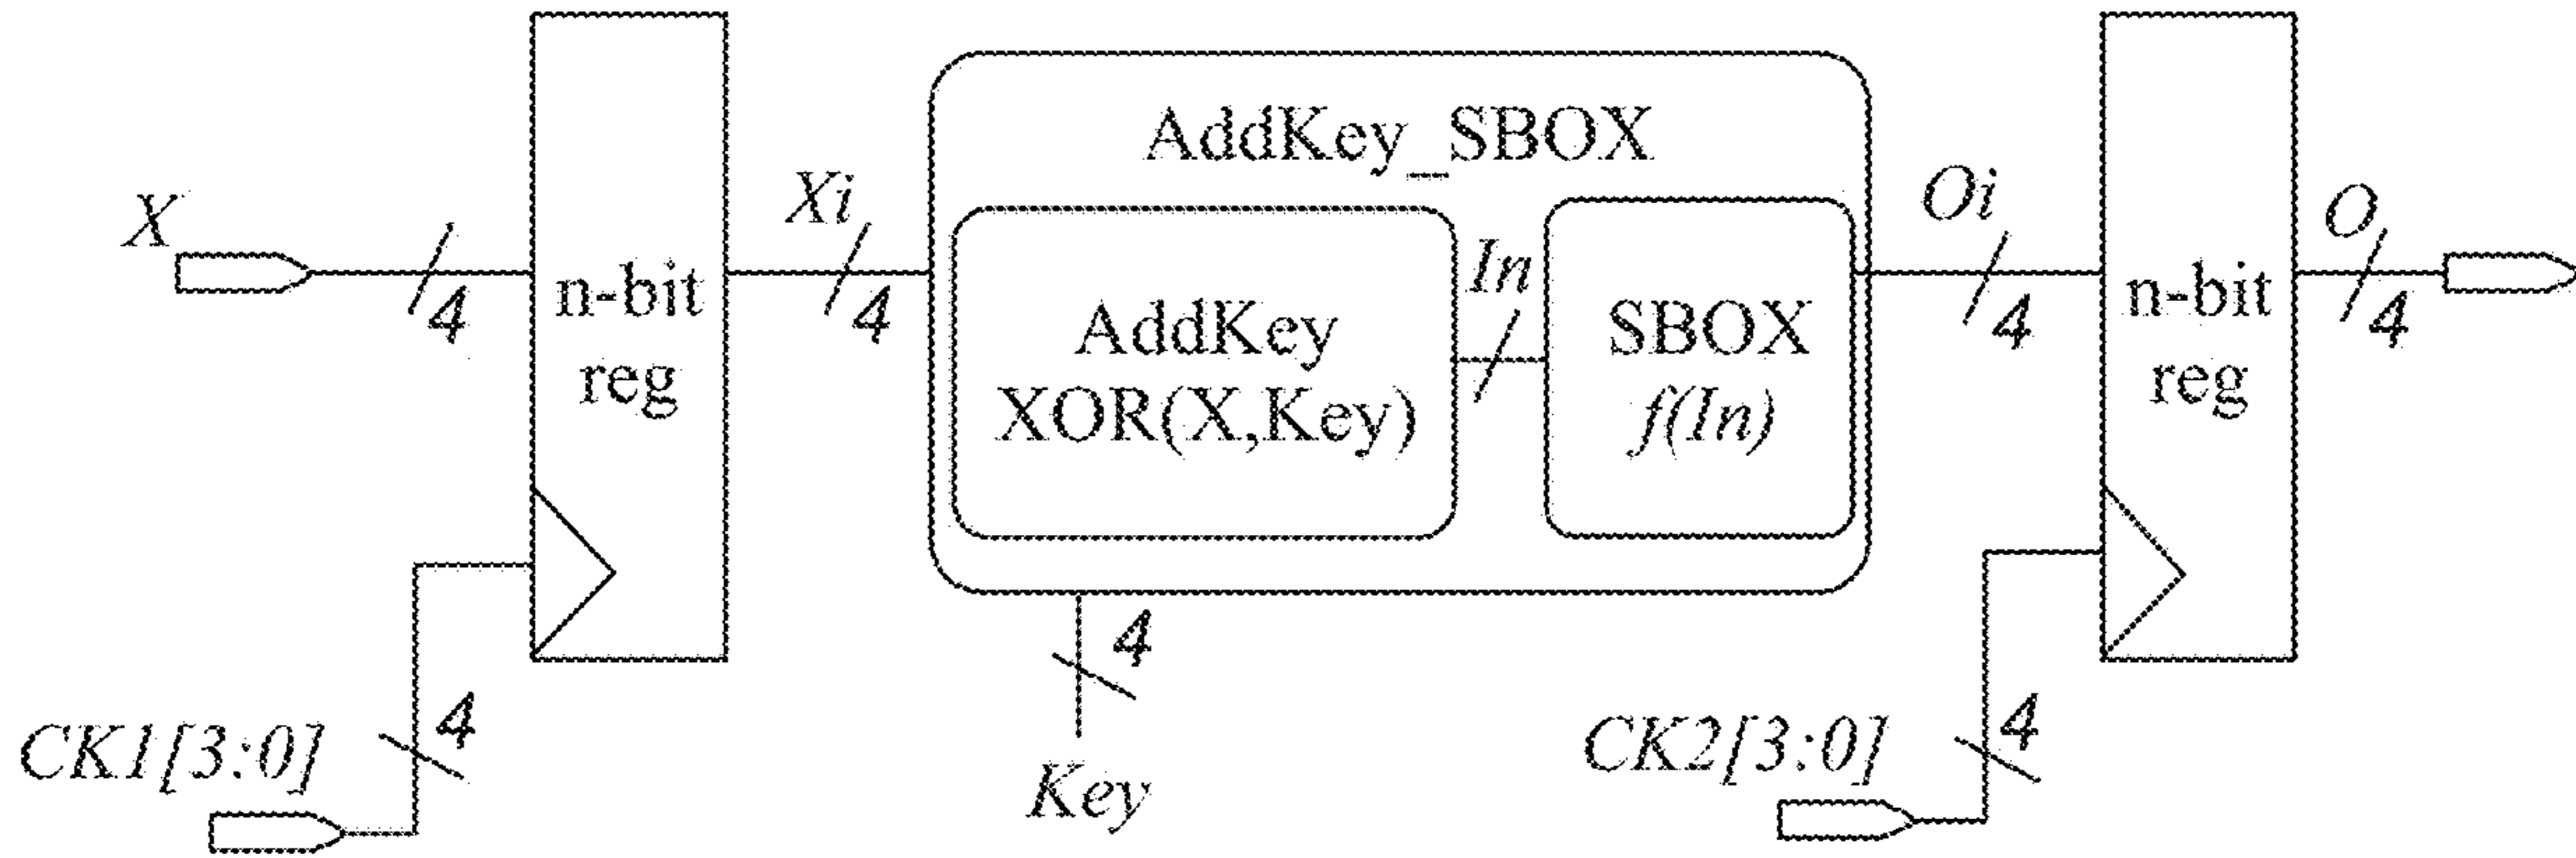 X
4
n-bit
reg
CK1[3:0]
4
Xi
4
AddKey_SBOX
AddKey
XOR(X,Key)
In
SBOX
f(In)
4
Key
Oi
4
n-bit
reg
CK2[3:0]
4
O
4